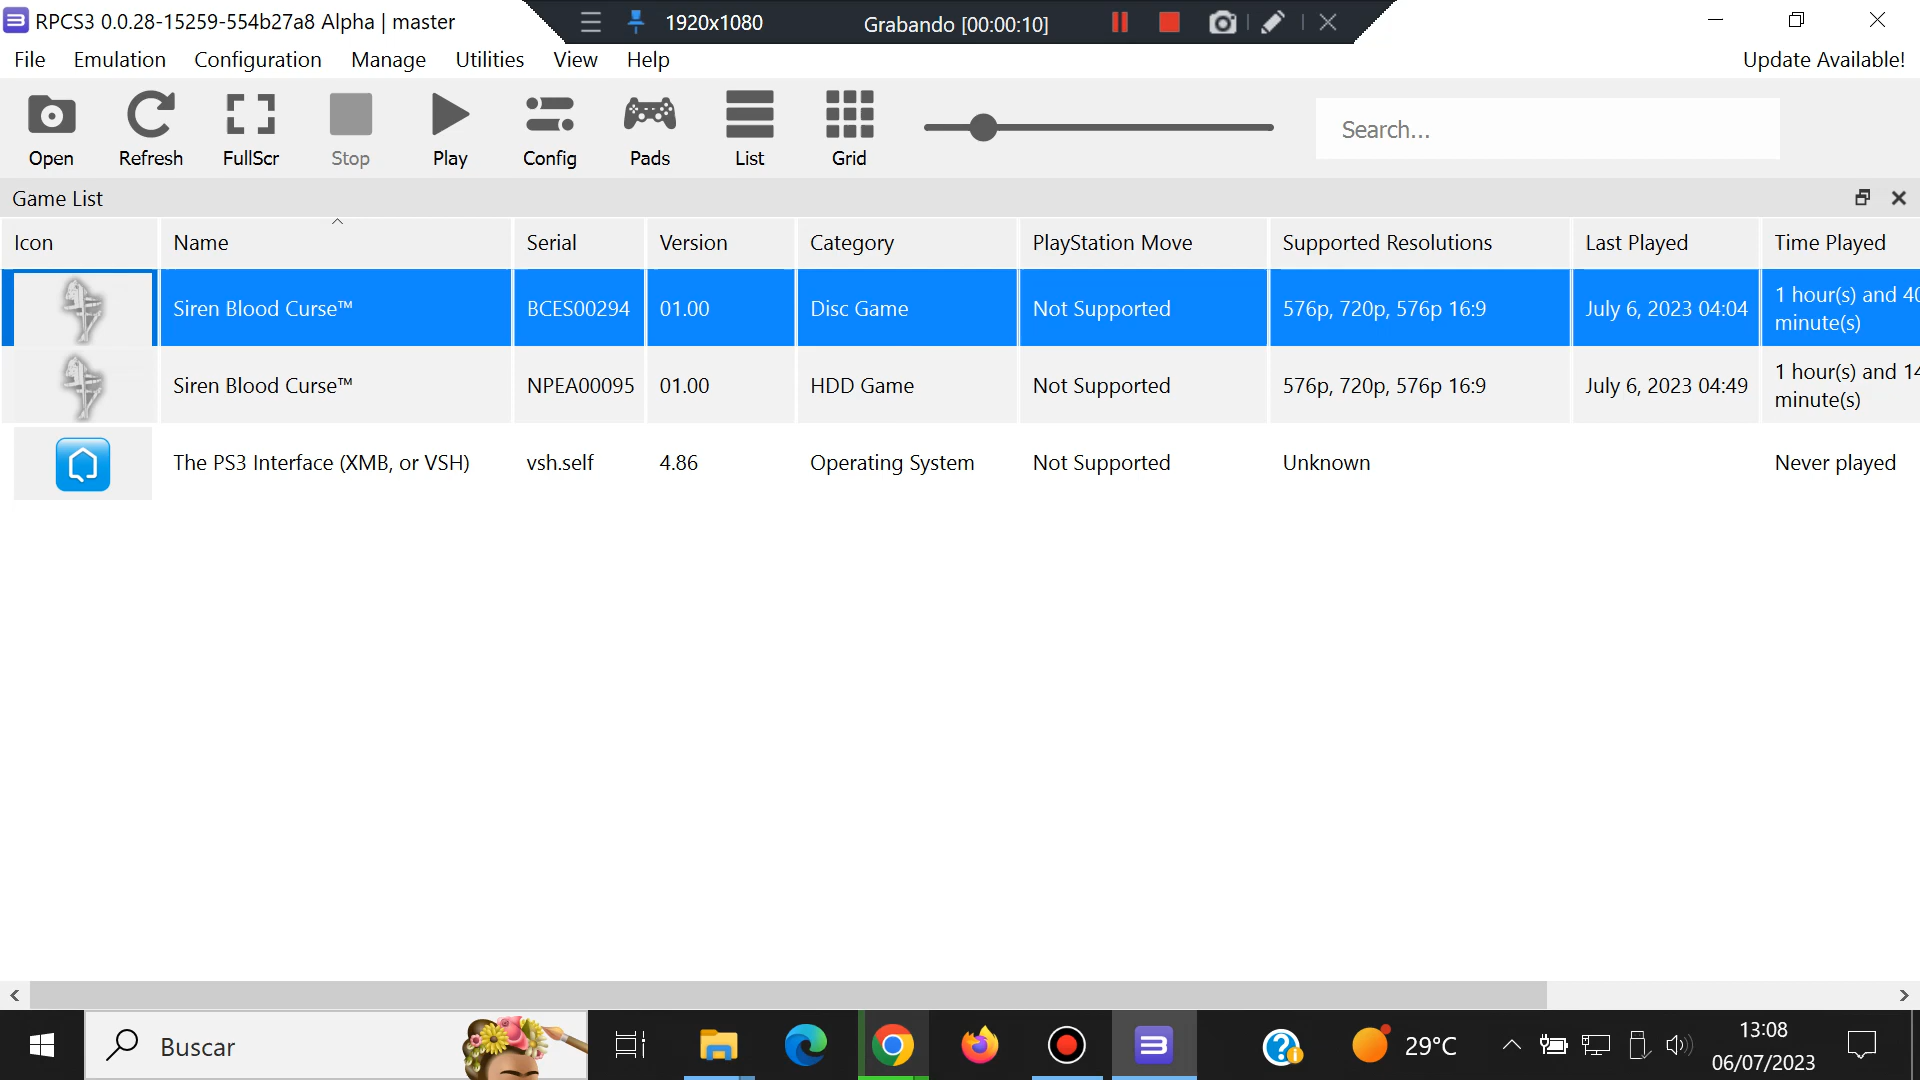 RPCS3 0.0.28-15259-554b27a8 Alpha | master
1920x1080
Grabando [00:00:10]
File Emulation Configuration Manage Utilities View Help
Update Available!
Open Refresh FullScr Stop Play Config Pads List Grid
Search...
Game List
Icon Name Serial Version Category PlayStation Move Supported Resolutions Last Played Time Played
Siren Blood Curse™ BCES00294 01.00 Disc Game Not Supported 576p, 720p, 576p 16:9 July 6, 2023 04:04 1 hour(s) and 40
minute(s)
Siren Blood Curse™ NPEA00095 01.00 HDD Game Not Supported 576p, 720p, 576p 16:9 July 6, 2023 04:49 1 hour(s) and 14
minute(s)
The PS3 Interface (XMB, or VSH) vsh.self 4.86 Operating System Not Supported Unknown Never played
Buscar
29°C
13:08
06/07/2023